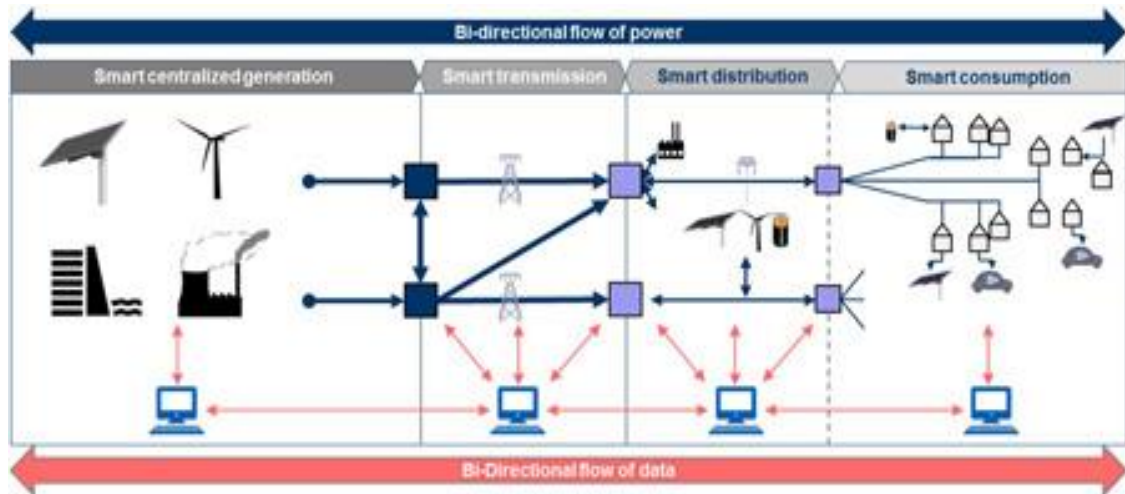 Bi-directional flow of power
Smart centralized generation
Smart transmission
Smart distribution
Smart consumption
Bi-Directional flow of data